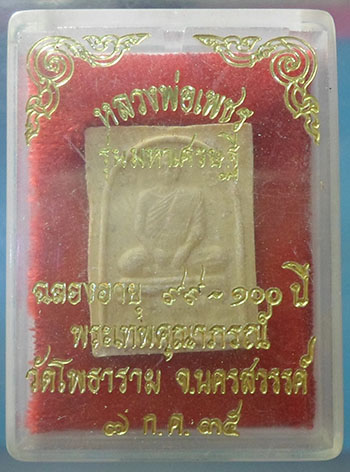 หลวงพ่อเพชร
รุ่นมหาเศรษฐี
ฉลองอายุ ๙๙ ~ ๑๐๐ ปี
พระเทพคุณาภรณ์
วัดโพธาราม จ.นครสวรรค์
๗ ก.ค. ๓๕